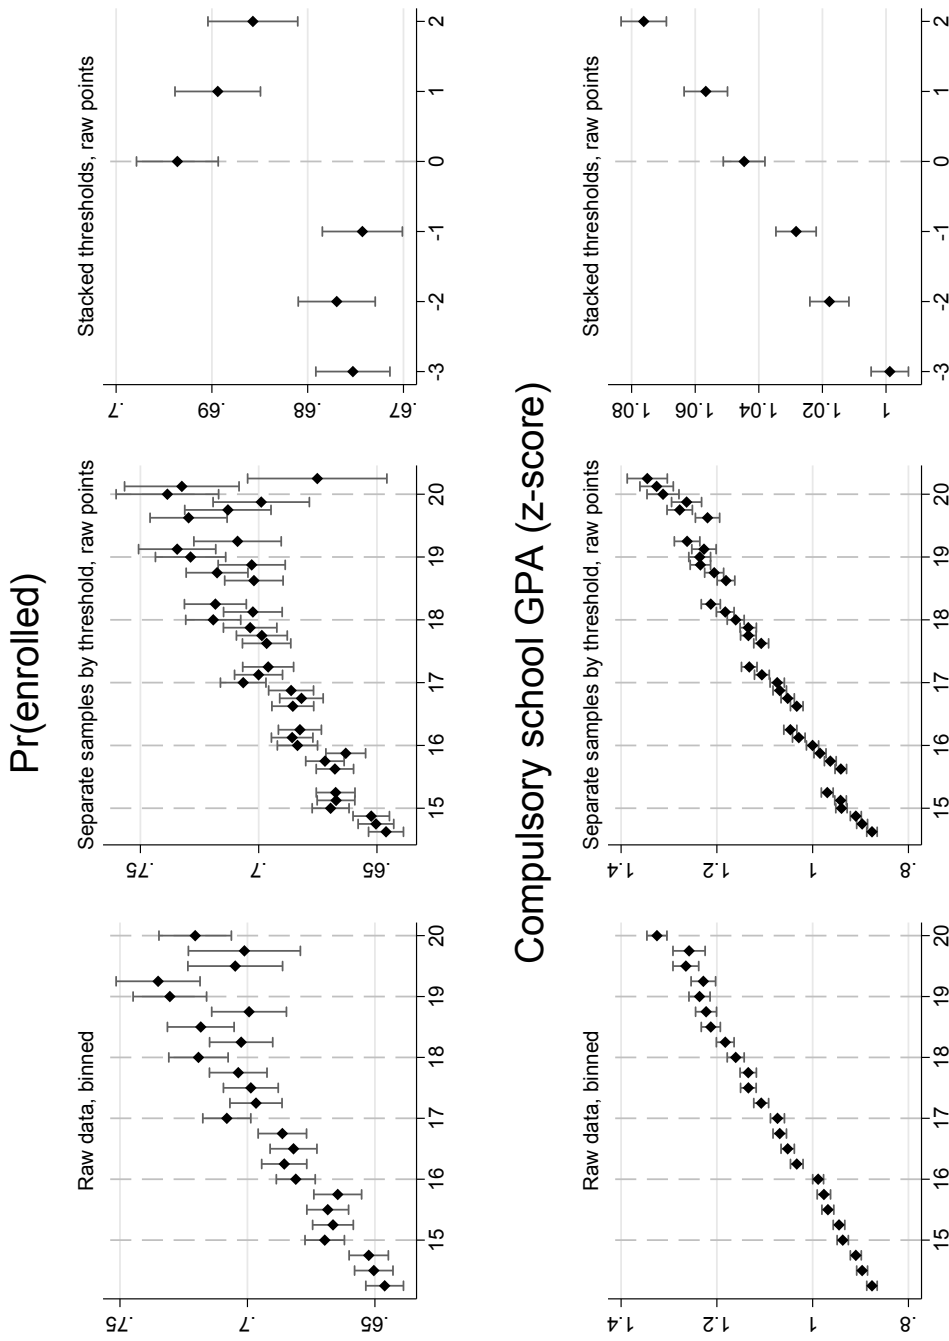 Pr(enrolled)
Raw data, binned
.75
.7
.65
15 16 17 18 19 20
Separate samples by threshold, raw points
.75
.7
.65
15 16 17 18 19 20
Stacked thresholds, raw points
.7
.69
.68
.67
-3 -2 -1 0 1 2
Compulsory school GPA (z-score)
Raw data, binned
1.4
1.2
1
.8
15 16 17 18 19 20
Separate samples by threshold, raw points
1.4
1.2
1
.8
15 16 17 18 19 20
Stacked thresholds, raw points
1.08
1.06
1.04
1.02
1
-3 -2 -1 0 1 2